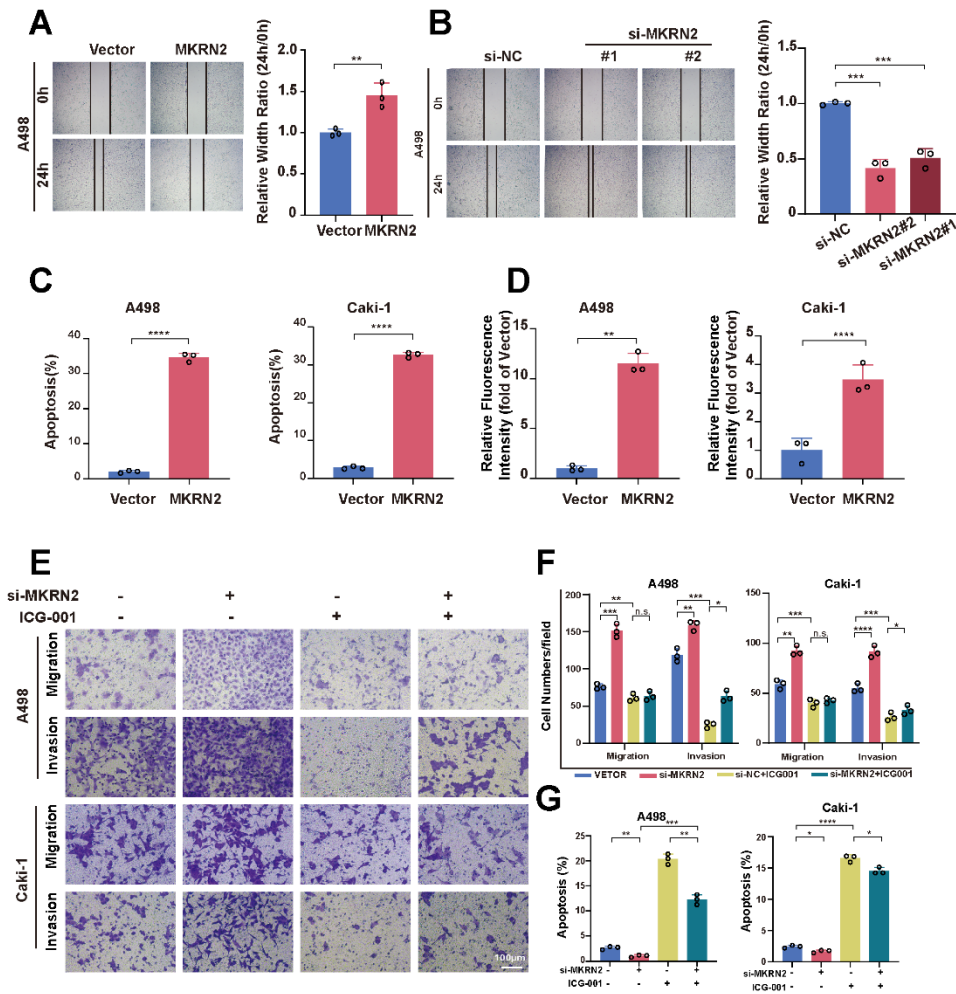 A
Vector
MKRN2
A498
0h
24h
Relative Width Ratio (24h/0h)
2.0
1.5
1.0
0.5
0
**
Vector
MKRN2
B
si-MKRN2
si-NC
#1
#2
A498
0h
24h
Relative Width Ratio (24h/0h)
1.5
1.0
0.5
0.0
***
***
si-NC
si-MKRN2#2
si-MKRN2#1
C
A498
Apoptosis(%)
40
20
0
****
Vector
MKRN2
Caki-1
Apoptosis(%)
40
30
20
10
0
****
Vector
MKRN2
D
A498
Relative Fluorescence
Intensity (fold of Vector)
15
10
5
0
**
Vector
MKRN2
Caki-1
Relative Fluorescence
Intensity (fold of Vector)
5
4
3
2
1
0
****
Vector
MKRN2
E
si-MKRN2
- + - +
ICG-001
- - + +
A498
Migration
Invasion
Caki-1
Migration
Invasion
100μm
F
A498
Cell Numbers/field
200
150
100
50
0
** *** n.s *** ** *
Migration
Invasion
Caki-1
150
100
50
0
*** ** n.s *** **** *
Migration
Invasion
VETOR
si-MKRN2
si-NC+ICG001
si-MKRN2+ICG001
G
A498
Apoptosis (%)
25
20
15
10
5
0
** *** **
si-MKRN2 - + - +
ICG-001 - - + +
Caki-1
Apoptosis (%)
20
15
10
5
0
**** * *
si-MKRN2 - + - +
ICG-001 - - + +